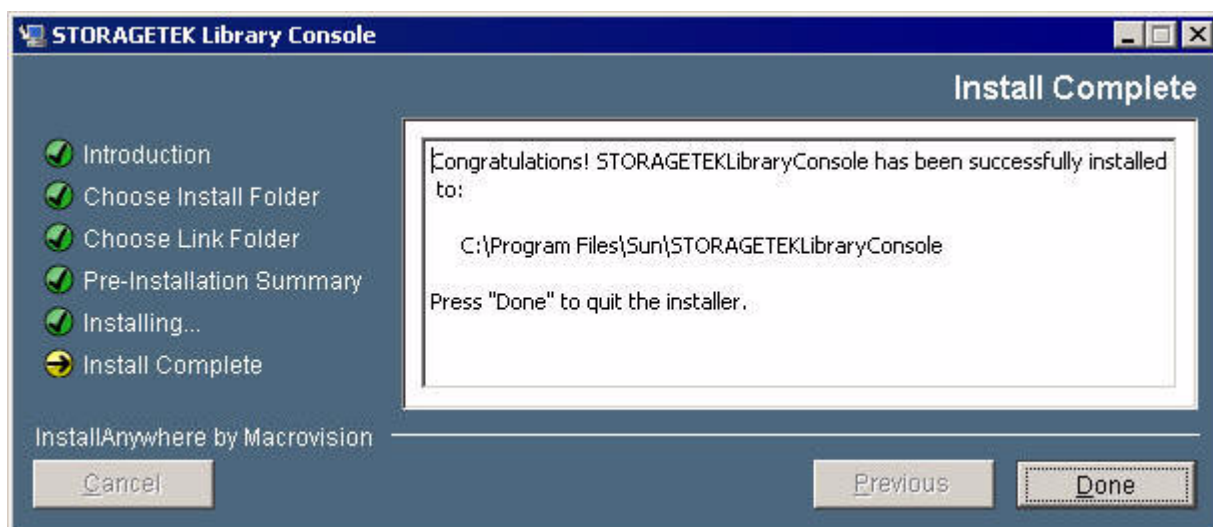 STORAGETEK Library Console
Install Complete
Introduction
Choose Install Folder
Choose Link Folder
Pre-Installation Summary
Installing...
Install Complete
Congratulations! STORAGETEKLibraryConsole has been successfully installed
to:
C:\Program Files\Sun\STORAGETEKLibraryConsole
Press "Done" to quit the installer.
InstallAnywhere by Macrovision
Cancel
Previous
Done